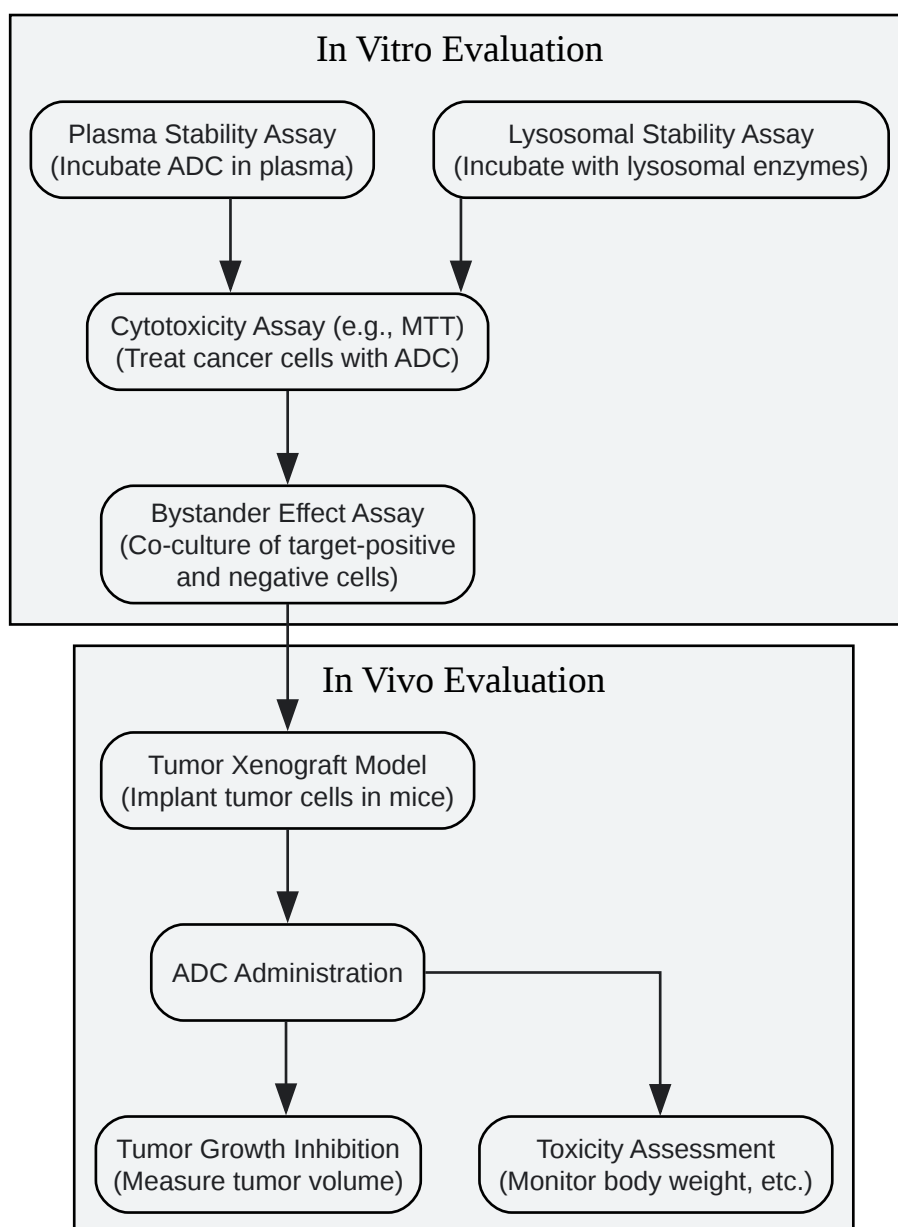 In Vitro Evaluation
Plasma Stability Assay
(Incubate ADC in plasma)
Lysosomal Stability Assay
(Incubate with lysosomal enzymes)
Cytotoxicity Assay (e.g., MTT)
(Treat cancer cells with ADC)
Bystander Effect Assay
(Co-culture of target-positive
and negative cells)
In Vivo Evaluation
Tumor Xenograft Model
(Implant tumor cells in mice)
ADC Administration
Tumor Growth Inhibition
(Measure tumor volume)
Toxicity Assessment
(Monitor body weight, etc.)